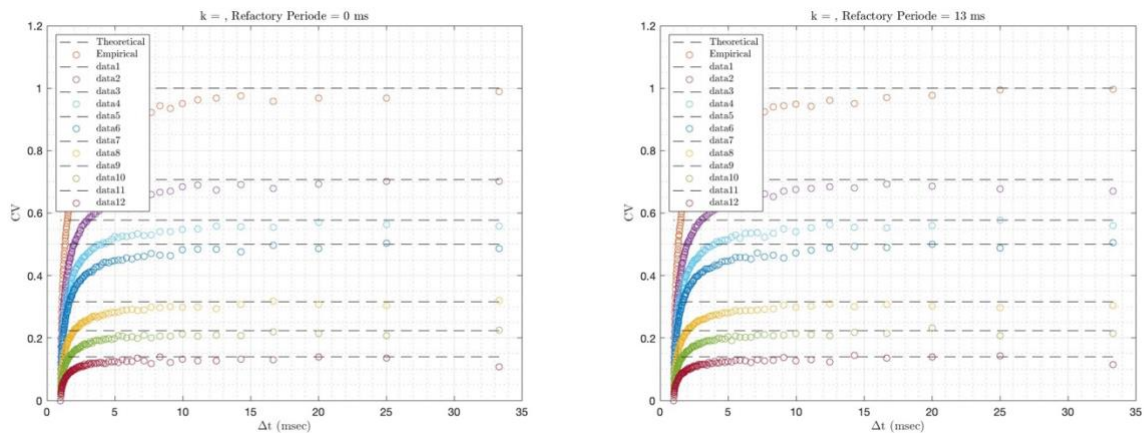 k = , Refactory Periode = 0 ms
1.2
1
0.8
0.6
0.4
0.2
0
CV
Theoretical
Empirical
data1
data2
data3
data4
data5
data6
data7
data8
data9
data10
data11
data12
0 5 10 15 20 25 30 35
Δt (msec)
k = , Refactory Periode = 13 ms
1.2
1
0.8
0.6
0.4
0.2
0
CV
Theoretical
Empirical
data1
data2
data3
data4
data5
data6
data7
data8
data9
data10
data11
data12
0 5 10 15 20 25 30 35
Δt (msec)